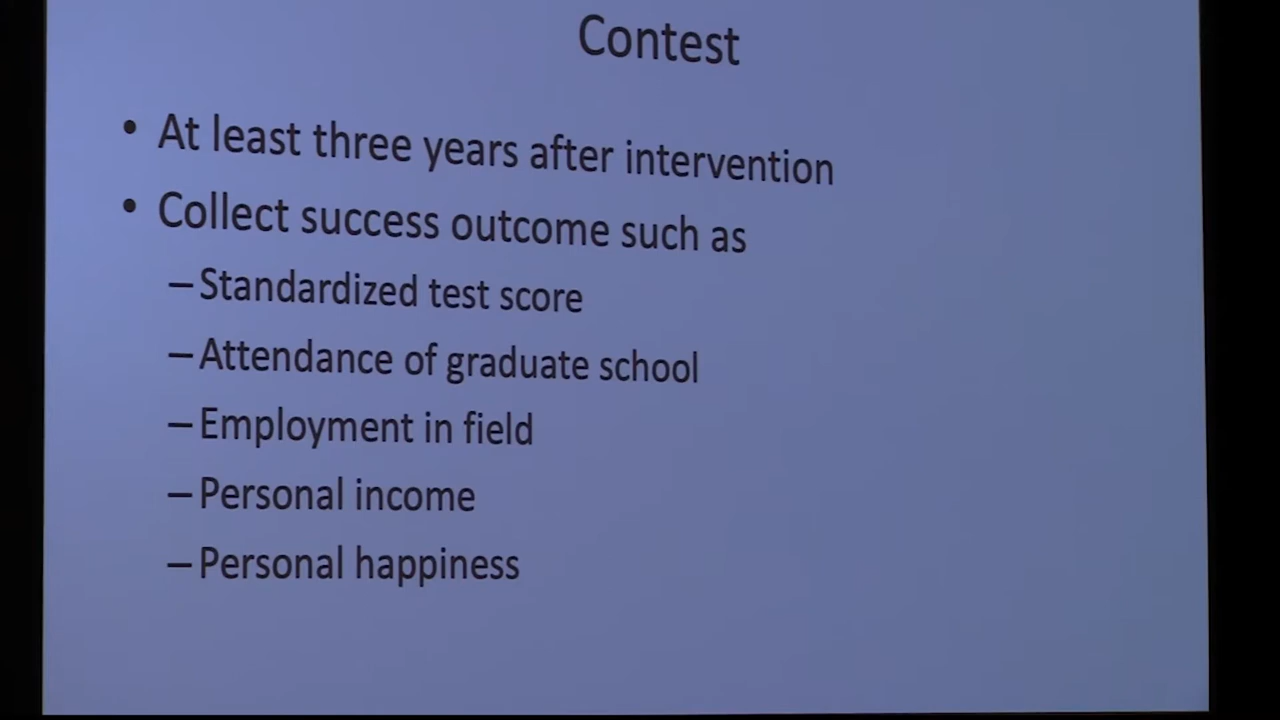 Contest
• At least three years after intervention
• Collect success outcome such as
– Standardized test score
– Attendance of graduate school
– Employment in field
– Personal income
– Personal happiness